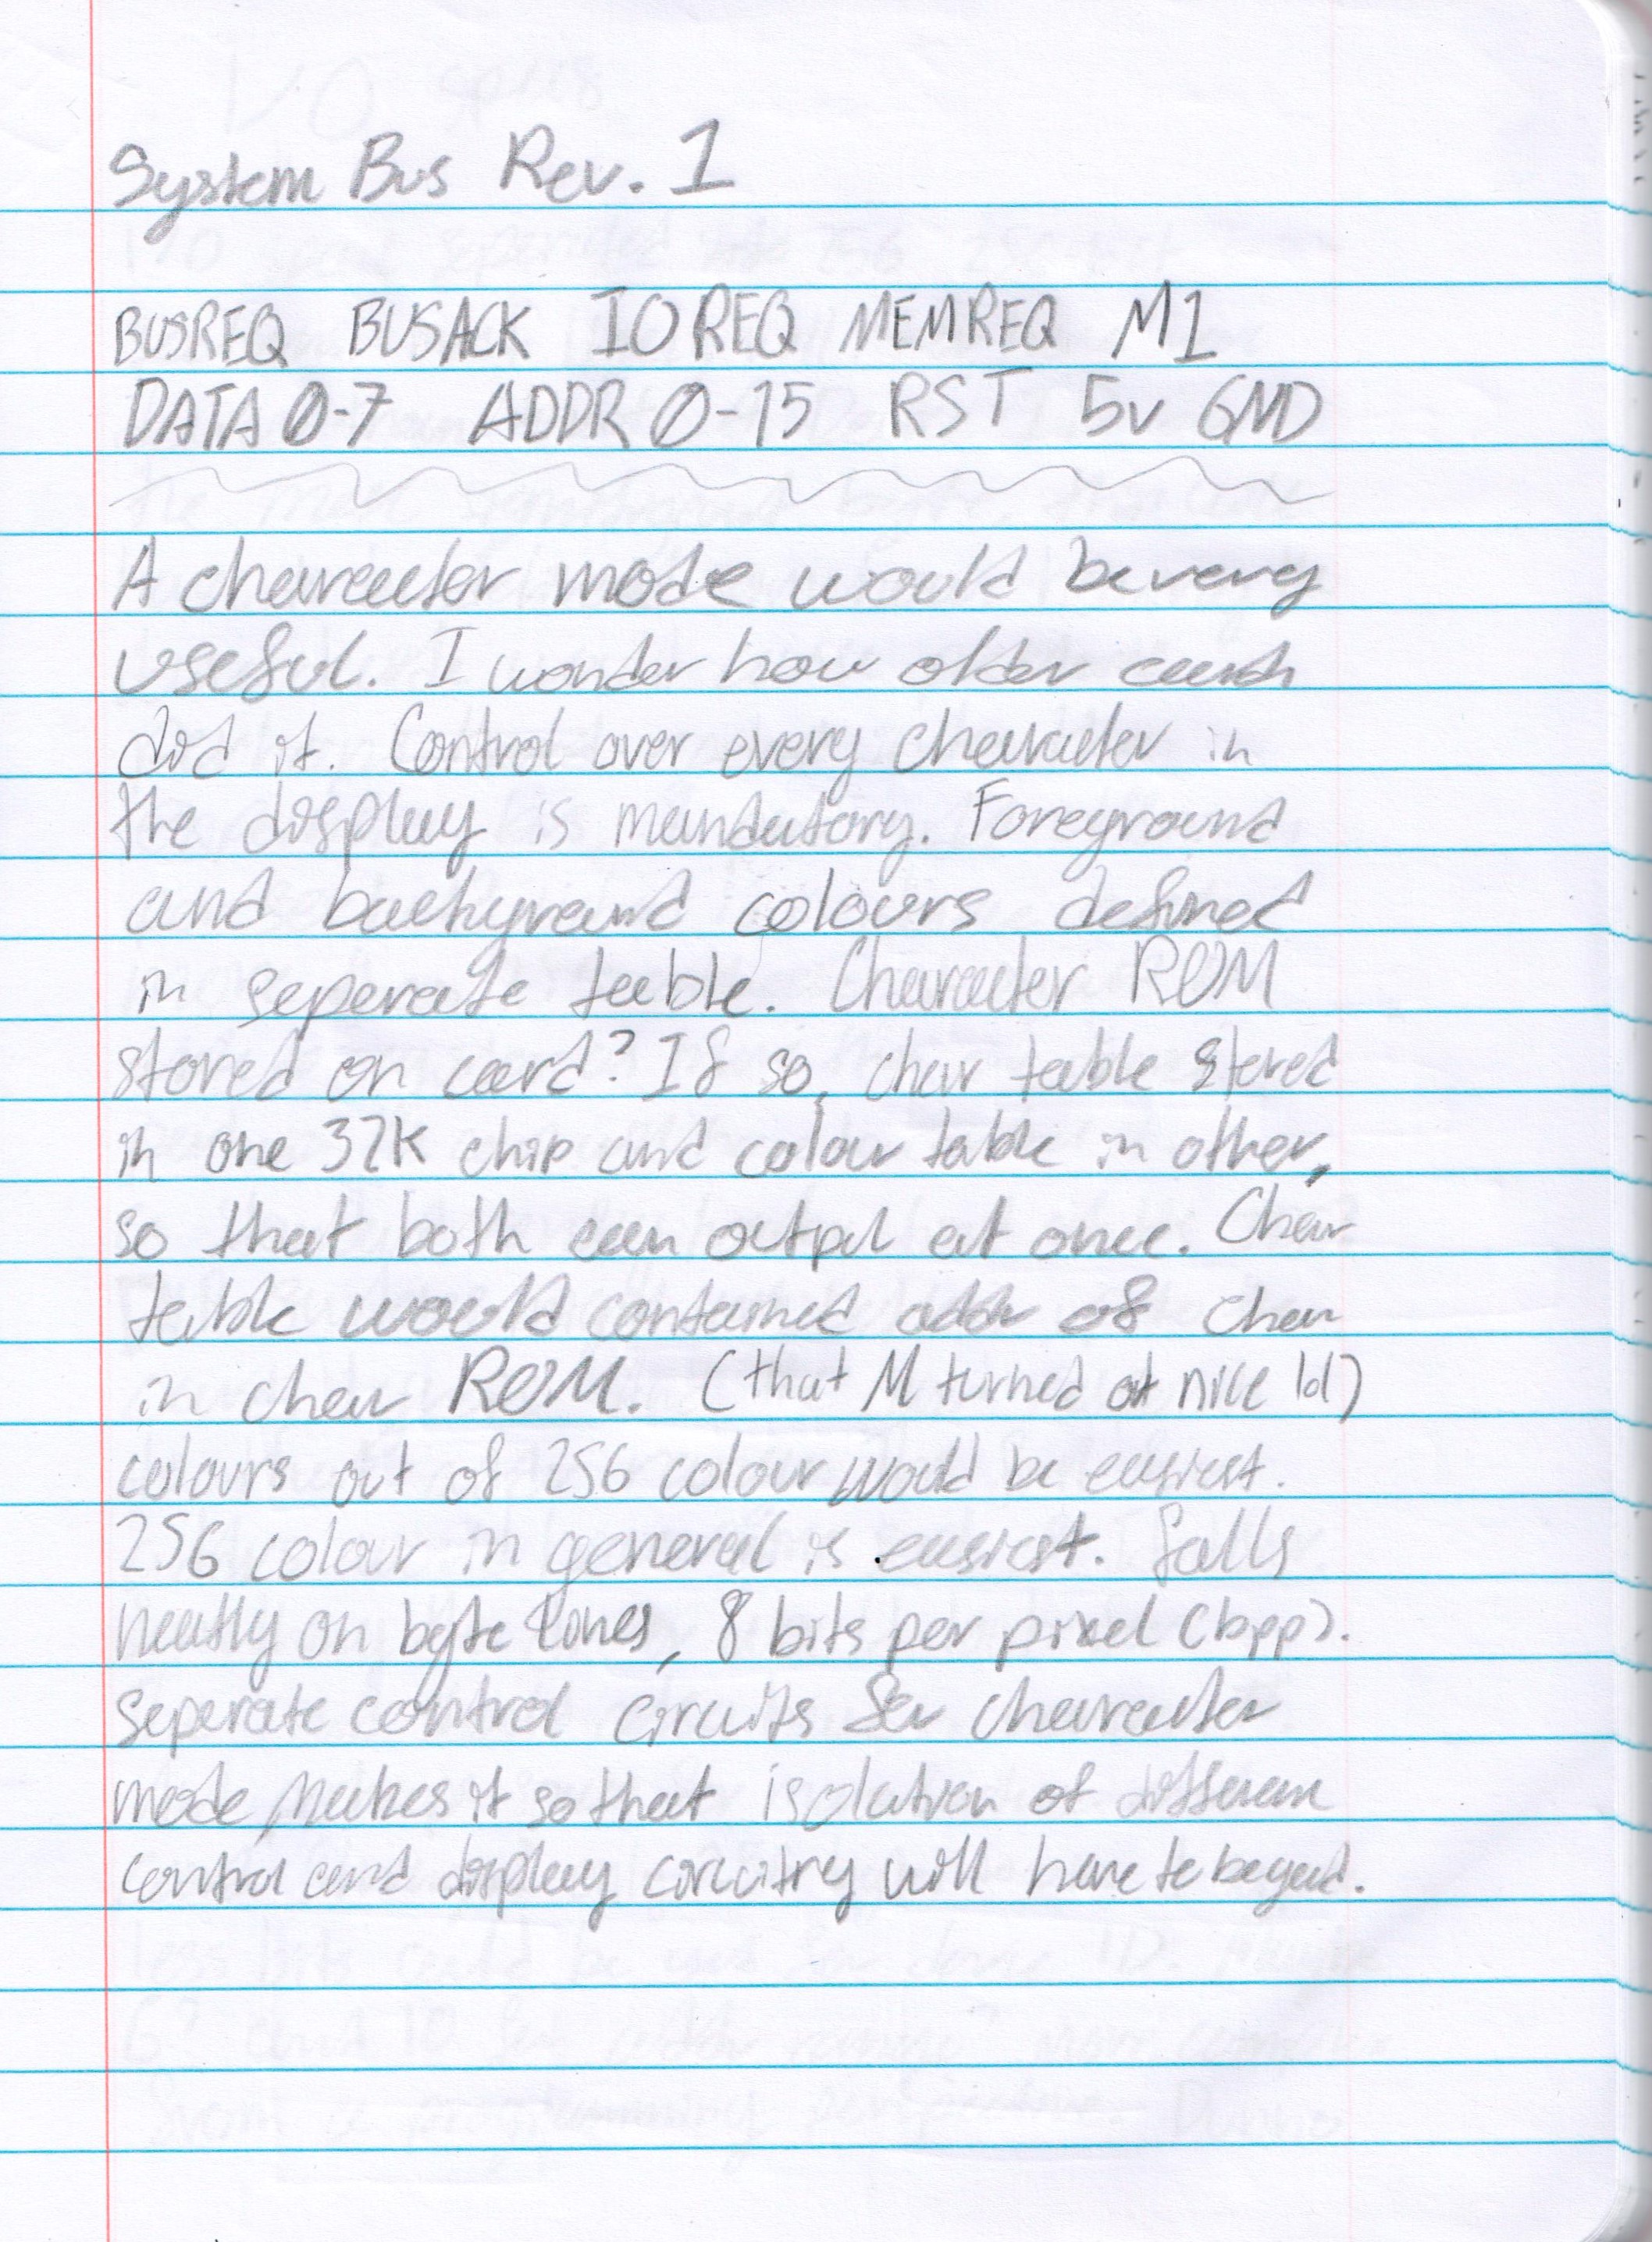 System Bus Rev. 1
BUSREQ BUSACK IOREQ MEMREQ M1
DATA 0-7 ADDR 0-15 RST 5v GND
A character mode would be very
useful. I wonder how older cards
did it. Control over every character in
the display is mandatory. Foreground
and background colours defined
in seperate table. Character ROM
stored on card? If so, char table stored
in one 32K chip and colour table in other,
so that both can output at once. Char
table would contained addr of char
in char ROM. (that M turned out nice lol)
colours out of 256 colour would be easiest.
256 colour in general is easiest. falls
neatly on byte lines, 8 bits per pixel (bpp).
seperate control circuits for character
mode makes it so that isolation of different
control and display circuitry will have to be